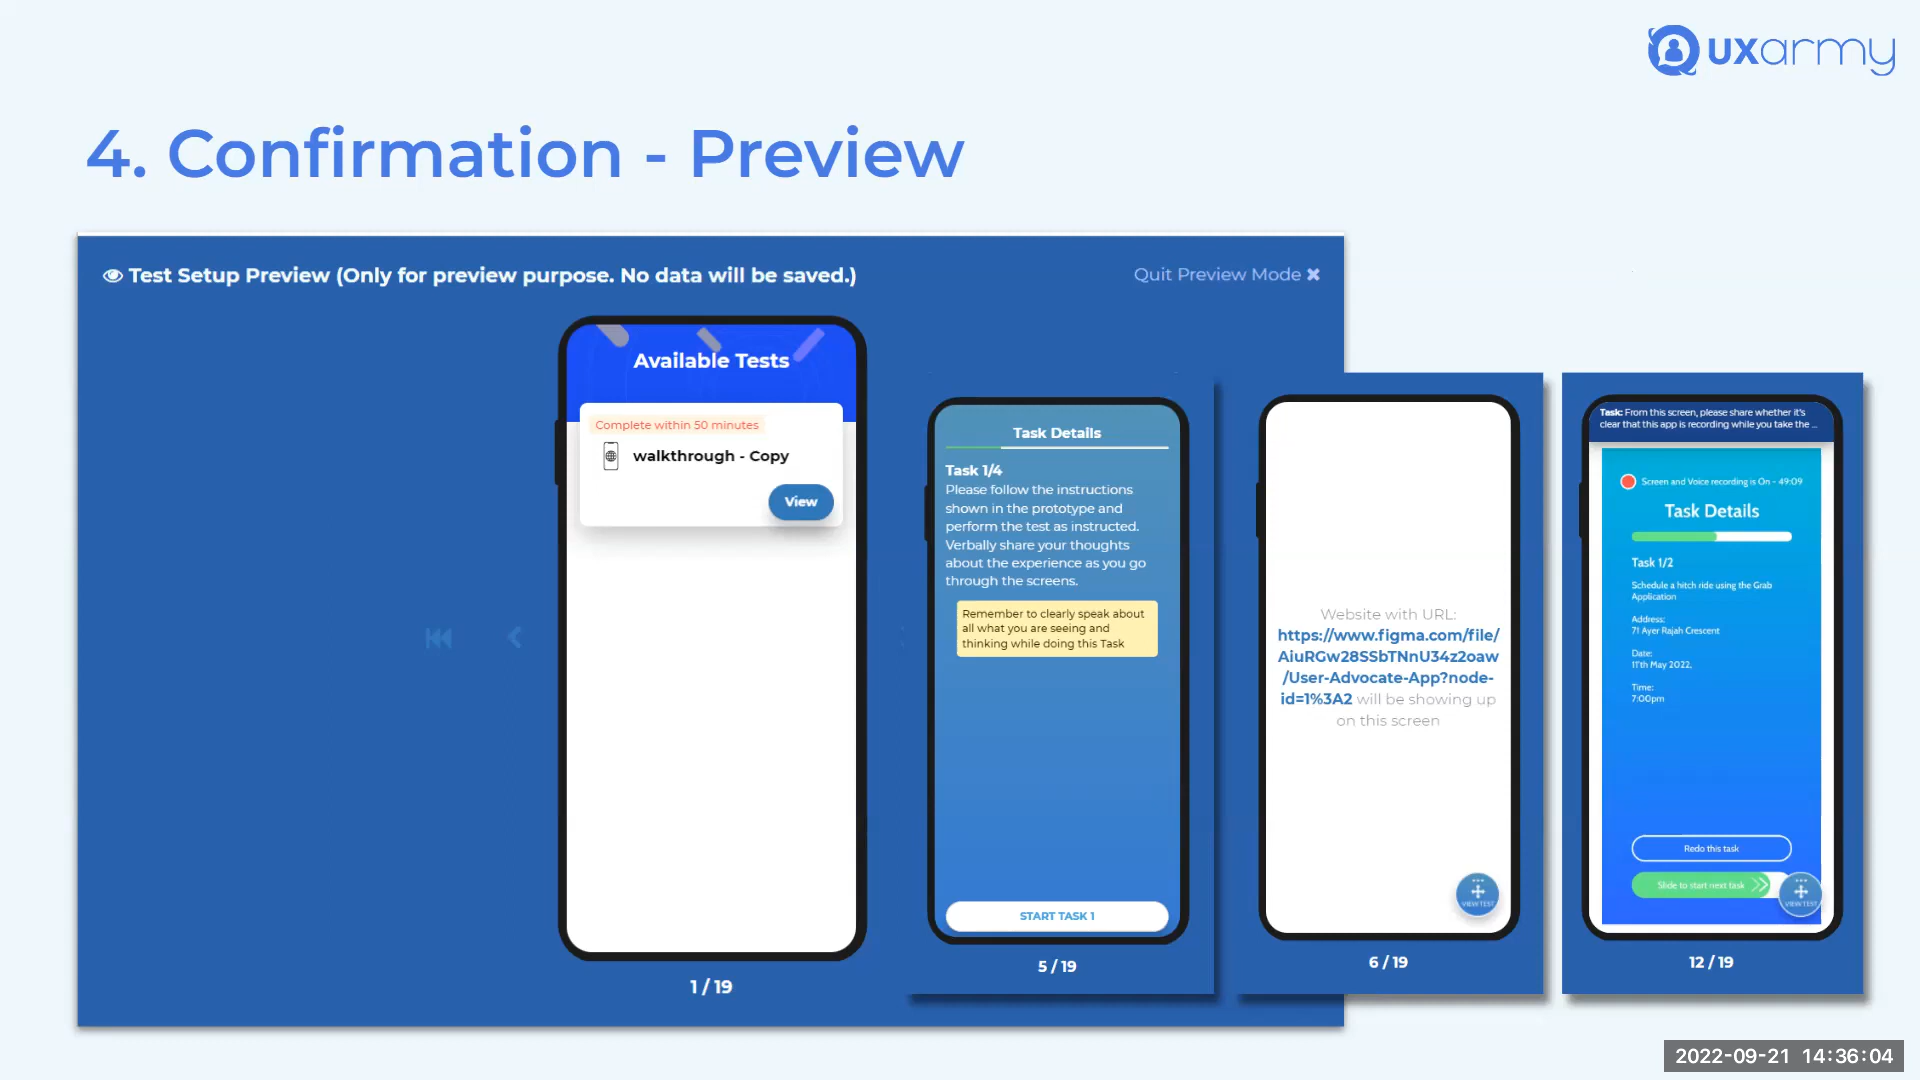 UXarmy
4. Confirmation - Preview
Test Setup Preview (Only for preview purpose. No data will be saved.)
Quit Preview Mode ✖
Available Tests
Complete within 50 minutes
walkthrough - Copy
View
1 / 19
Task Details
Task 1/4
Please follow the instructions
shown in the prototype and
perform the test as instructed.
Verbally share your thoughts
about the experience as you go
through the screens.
Remember to clearly speak about
all what you are seeing and
thinking while doing this Task
START TASK 1
5 / 19
Website with URL:
https://www.figma.com/file/
AiuRGw28SSbTNnU34z2oaw
/User-Advocate-App?node-
id=1%3A2 will be showing up
on this screen
VIEW TEST
6 / 19
Task: From this screen, please share whether it's
clear that this app is recording while you take the ...
Screen and Voice recording is On - 49:09
Task Details
Task 1/2
Schedule a hitch ride using the Grab
Application
Address:
71 Ayer Rajah Crescent
Date:
11'th May 2022,
Time:
7:00pm
Redo this task
Slide to start next task
VIEW TEST
12 / 19
2022-09-21 14:36:04